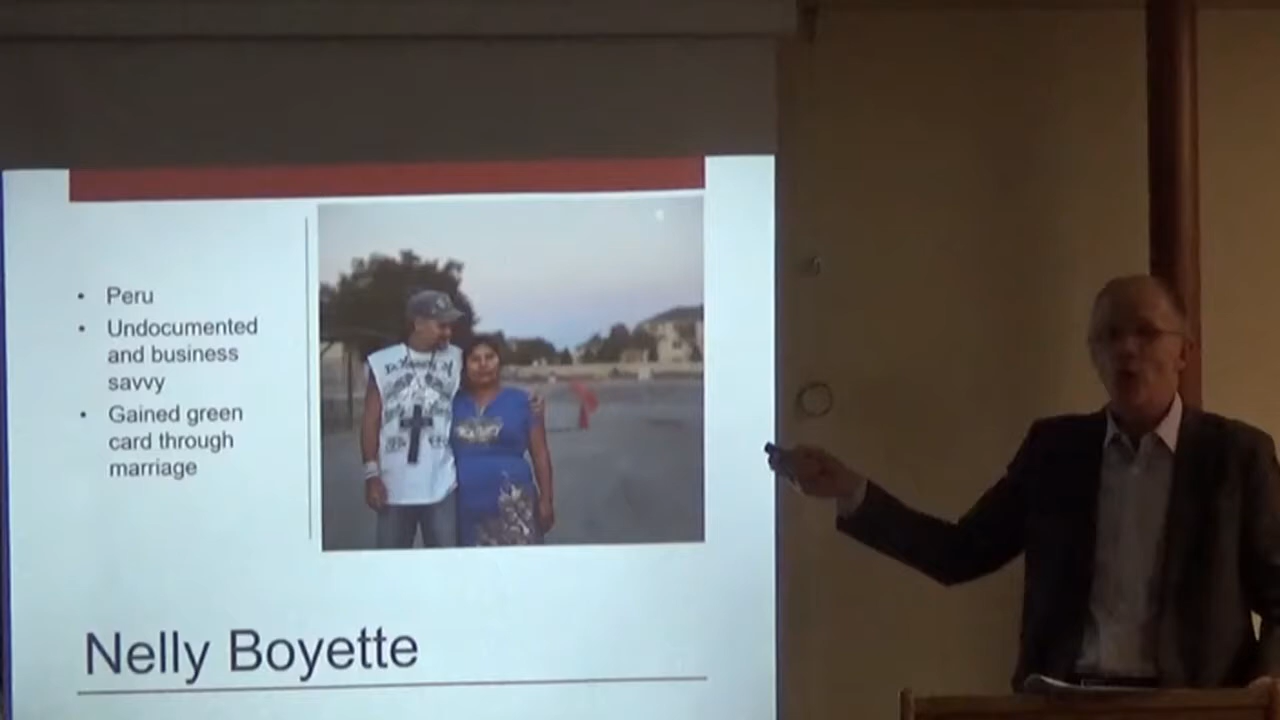 • Peru
• Undocumented
and business
savvy
• Gained green
card through
marriage
Nelly Boyette